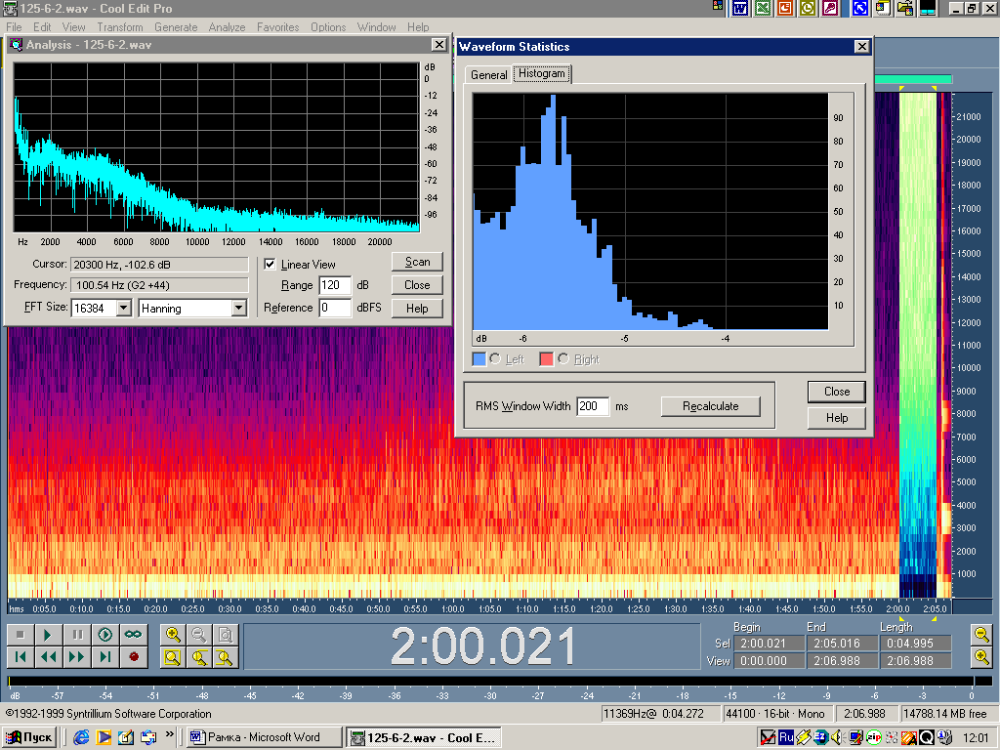 125-6-2.wav - Cool Edit Pro
File Edit View Transform Generate Analyze Favorites Options Window Help
Analysis - 125-6-2.wav
dB
0
-12
-24
-36
-48
-60
-72
-84
-96
Hz 2000 4000 6000 8000 10000 12000 14000 16000 18000 20000
Cursor: 20300 Hz, -102.6 dB
Frequency: 100.54 Hz (G2 +44)
FFT Size: 16384 Hanning
Linear View
Range 120 dB
Reference 0 dBFS
Scan
Close
Help
Waveform Statistics
General Histogram
90
80
70
60
50
40
30
20
10
dB -6 -5 -4
Left Right
RMS Window Width 200 ms Recalculate
Close
Help
21000
20000
19000
18000
17000
16000
15000
14000
13000
12000
11000
10000
9000
8000
7000
6000
5000
4000
3000
2000
1000
hms 0:05.0 0:10.0 0:15.0 0:20.0 0:25.0 0:30.0 0:35.0 0:40.0 0:45.0 0:50.0 0:55.0 1:00.0 1:05.0 1:10.0 1:15.0 1:20.0 1:25.0 1:30.0 1:35.0 1:40.0 1:45.0 1:50.0 1:55.0 2:00.0 2:05.0
2:00.021
Begin End Length
Sel 2:00.021 2:05.016 0:04.995
View 0:00.000 2:06.988 2:06.988
dB -57 -54 -51 -48 -45 -42 -39 -36 -33 -30 -27 -24 -21 -18 -15 -12 -9 -6 -3 0
©1992-1999 Syntrillium Software Corporation
11369Hz@ 0:04.272 44100 · 16-bit · Mono 2:06.988 14788.14 MB free
Пуск » Рамка - Microsoft Word 125-6-2.wav - Cool E... Ru zip 12:01